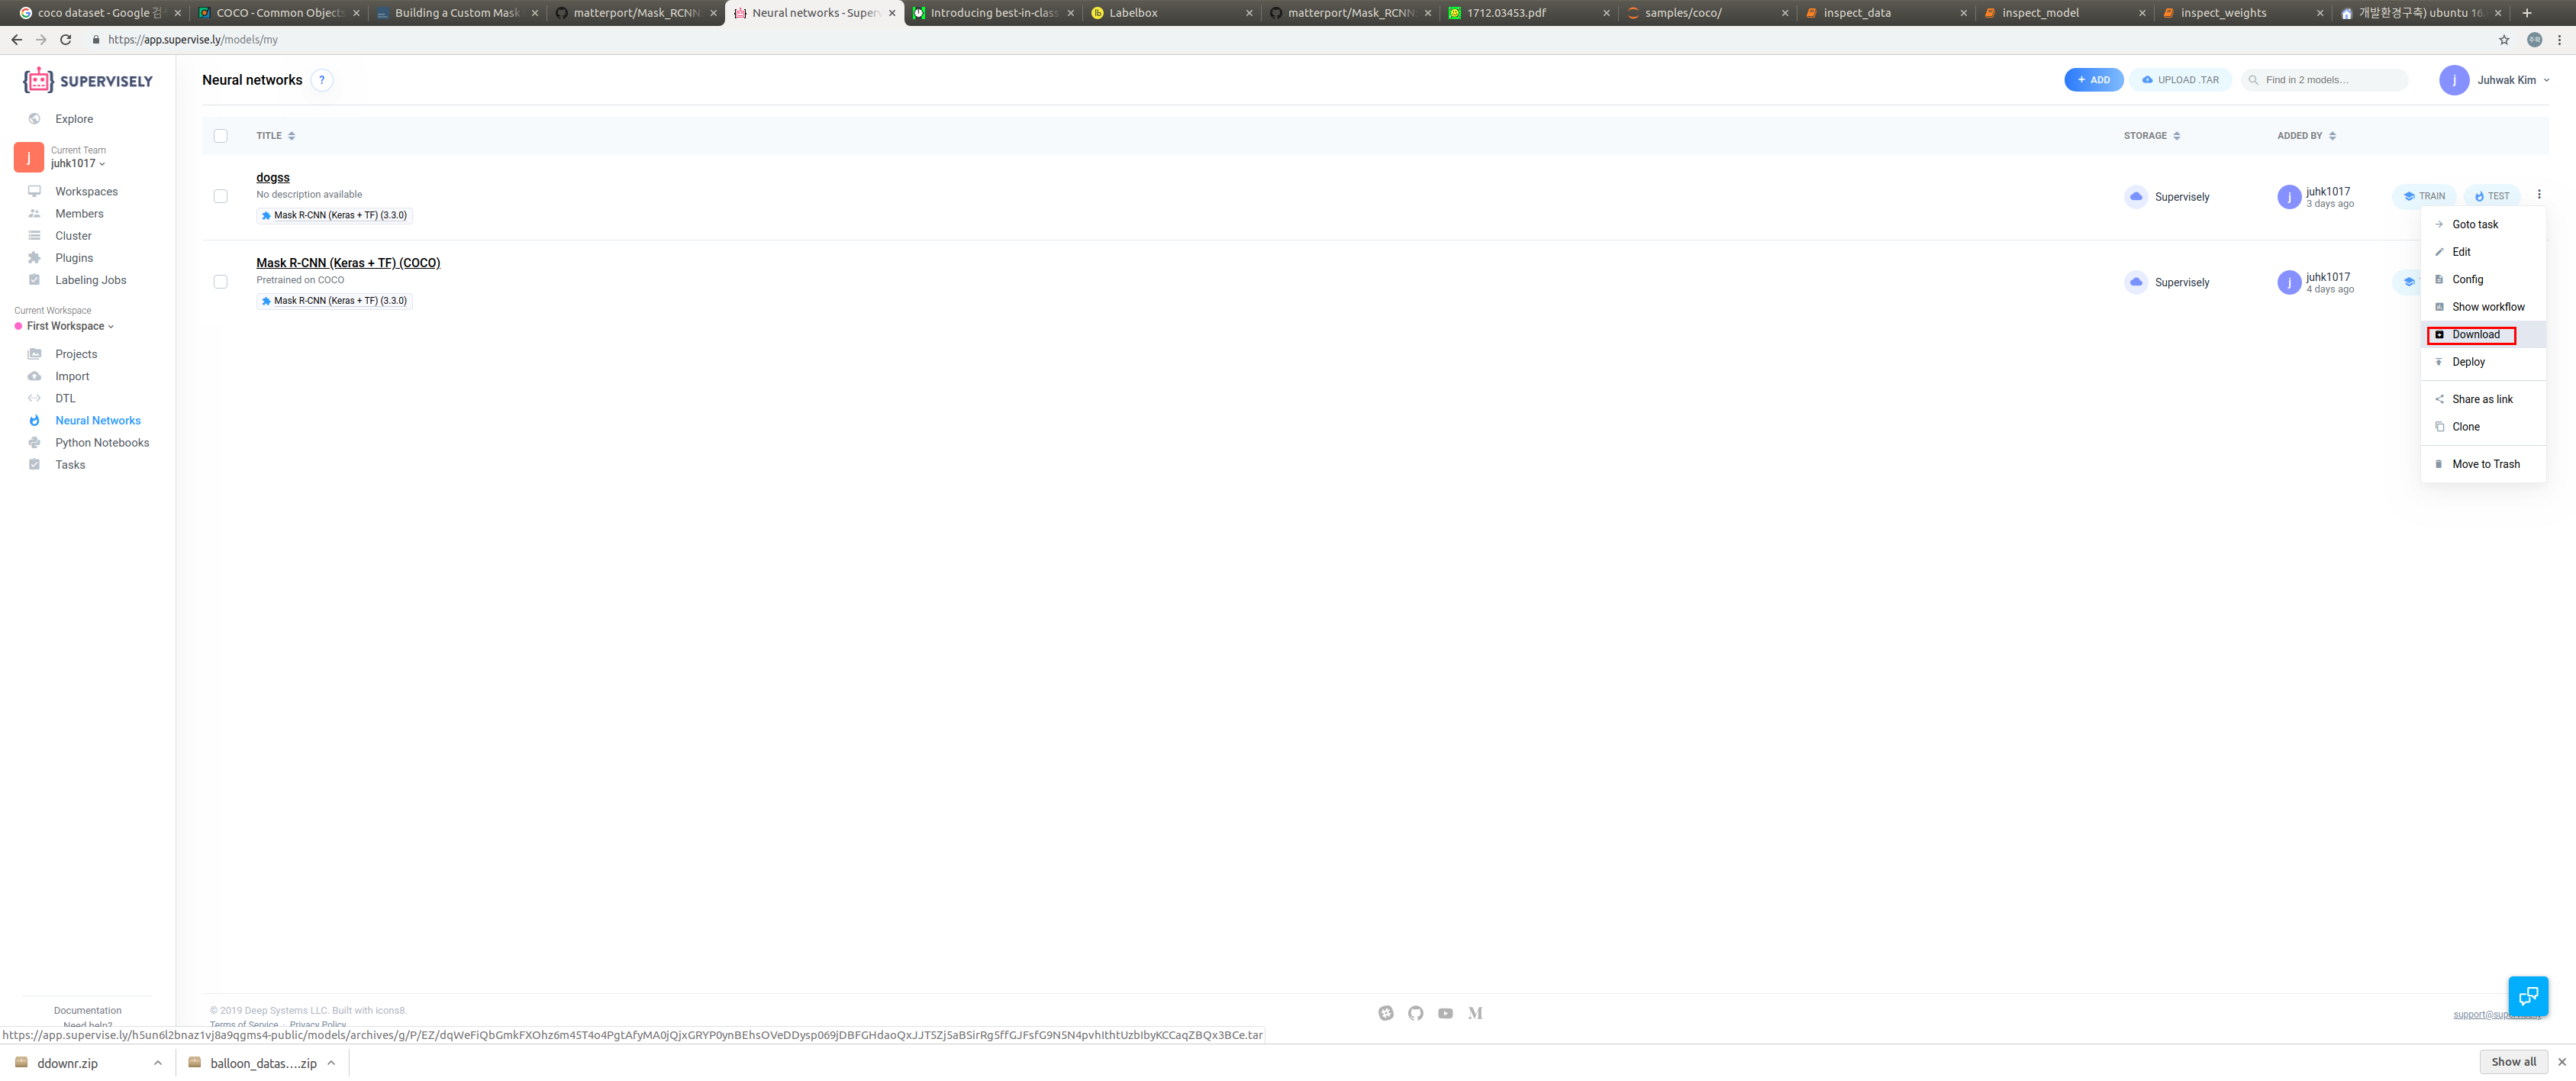 coco dataset - Google 검
COCO - Common Objects
Building a Custom Mask
matterport/Mask_RCNN
Neural networks - Superv
Introducing best-in-class
Labelbox
matterport/Mask_RCNN
1712.03453.pdf
samples/coco/
inspect_data
inspect_model
inspect_weights
개발환경구축) ubuntu 16.
https://app.supervise.ly/models/my
SUPERVISELY
Neural networks ?
+ ADD
UPLOAD .TAR
Find in 2 models...
j
Juhwak Kim
Explore
j
Current Team
juhk1017
Workspaces
Members
Cluster
Plugins
Labeling Jobs
Current Workspace
First Workspace
Projects
Import
DTL
Neural Networks
Python Notebooks
Tasks
TITLE
STORAGE
ADDED BY
dogss
No description available
Mask R-CNN (Keras + TF) (3.3.0)
Supervisely
j
juhk1017
3 days ago
TRAIN
TEST
Mask R-CNN (Keras + TF) (COCO)
Pretrained on COCO
Mask R-CNN (Keras + TF) (3.3.0)
Supervisely
j
juhk1017
4 days ago
Goto task
Edit
Config
Show workflow
Download
Deploy
Share as link
Clone
Move to Trash
Documentation
Need help?
© 2019 Deep Systems LLC. Built with icons8.
Terms of Service · Privacy Policy
M
support@supervise.ly
https://app.supervise.ly/h5un6l2bnaz1vj8a9qgms4-public/models/archives/g/P/EZ/dqWeFiQbGmkFXOhz6m45T4o4PgtAfyMA0jQjxGRYP0ynBEhsOVeDDysp069jDBFGHdaoQxJJT5Zj5aBSirRg5ffGJFsfG9N5N4pvhIthtUzbIbyKCCaqZBQx3BCe.tar
ddownr.zip
balloon_datas....zip
Show all